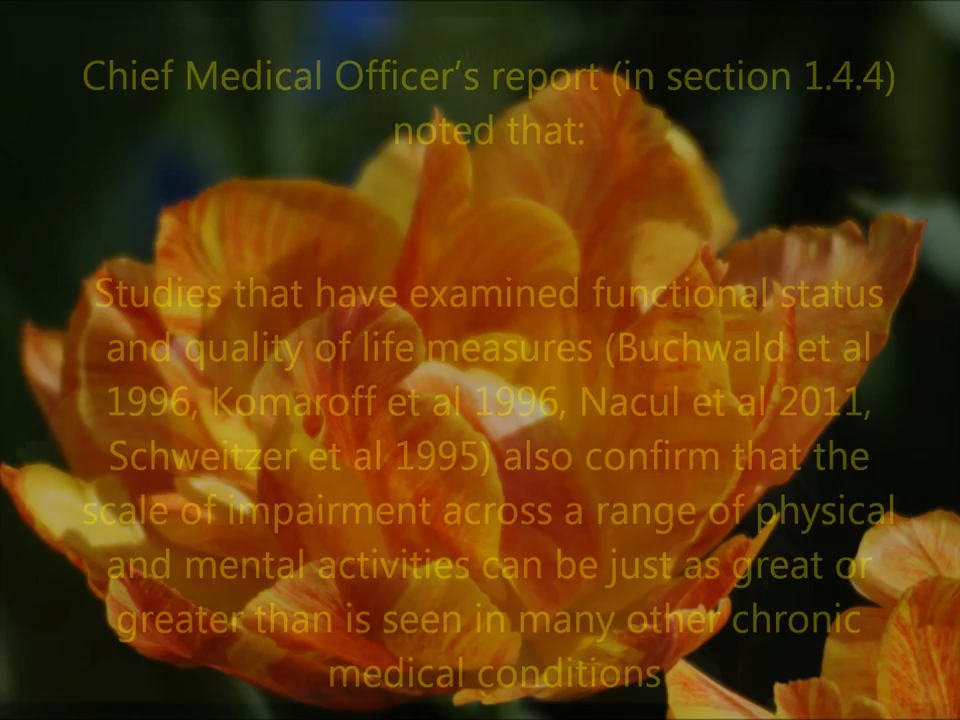 Chief Medical Officer’s report (in section 1.4.4)
noted that:
Studies that have examined functional status
and quality of life measures (Buchwald et al
1996, Komaroff et al 1996, Nacul et al 2011,
Schweitzer et al 1995) also confirm that the
scale of impairment across a range of physical
and mental activities can be just as great or
greater than is seen in many other chronic
medical conditions